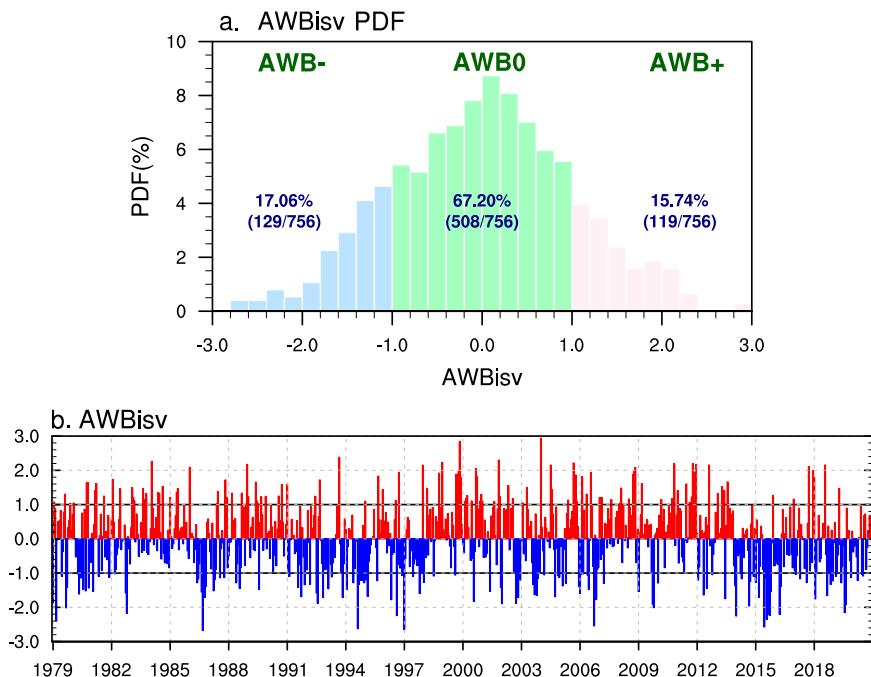 a. AWBisv PDF
10
AWB- AWB0 AWB+
8
6
17.06% 67.20% 15.74%
4
(129/756) (508/756) (119/756)
2
0
PDF(%)
-3.0 -2.0 -1.0 0.0 1.0 2.0 3.0
AWBisv
b. AWBisv
3.0
2.0
1.0
0.0
-1.0
-2.0
-3.0
1979 1982 1985 1988 1991 1994 1997 2000 2003 2006 2009 2012 2015 2018